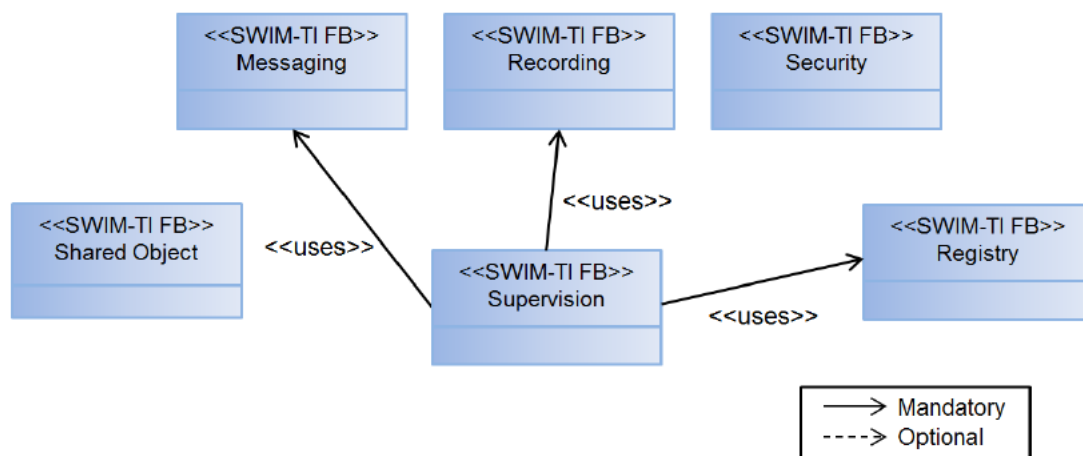 <<SWIM-TI FB>>
Messaging
<<SWIM-TI FB>>
Recording
<<SWIM-TI FB>>
Security
<<SWIM-TI FB>>
Shared Object
<<uses>>
<<uses>>
<<SWIM-TI FB>>
Supervision
<<uses>>
<<SWIM-TI FB>>
Registry
Mandatory
Optional